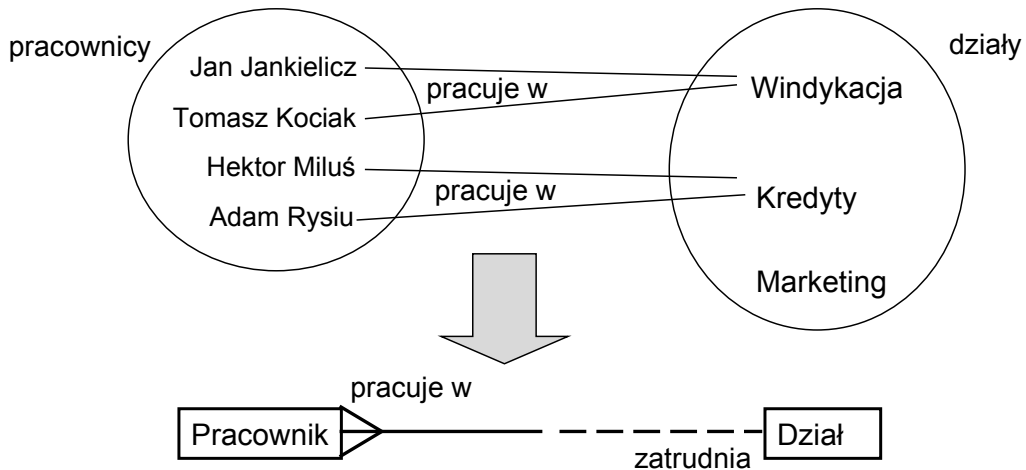 pracownicy
działy
Jan Jankielicz
pracuje w
Windykacja
Tomasz Kociak
Hektor Miluś
pracuje w
Kredyty
Adam Rysiu
Marketing
pracuje w
Pracownik
Dział
zatrudnia